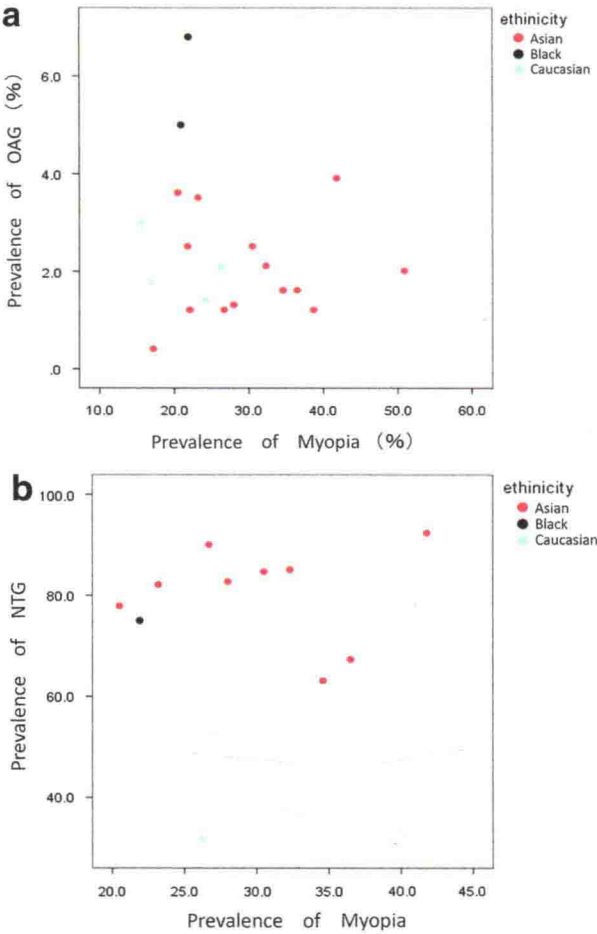 a
ethinicity
Asian
Black
Caucasian
Prevalence of OAG (%)
6.0
4.0
2.0
.0
10.0 20.0 30.0 40.0 50.0 60.0
Prevalence of Myopia (%)
b
ethinicity
Asian
Black
Caucasian
Prevalence of NTG
100.0
80.0
60.0
40.0
20.0 25.0 30.0 35.0 40.0 45.0
Prevalence of Myopia